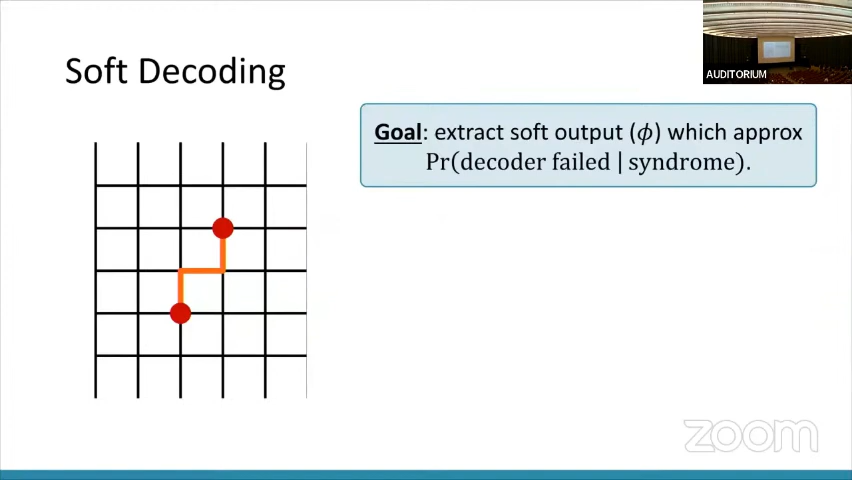 Soft Decoding
AUDITORIUM
Goal: extract soft output (ϕ) which approx
Pr(decoder failed | syndrome).
zoom